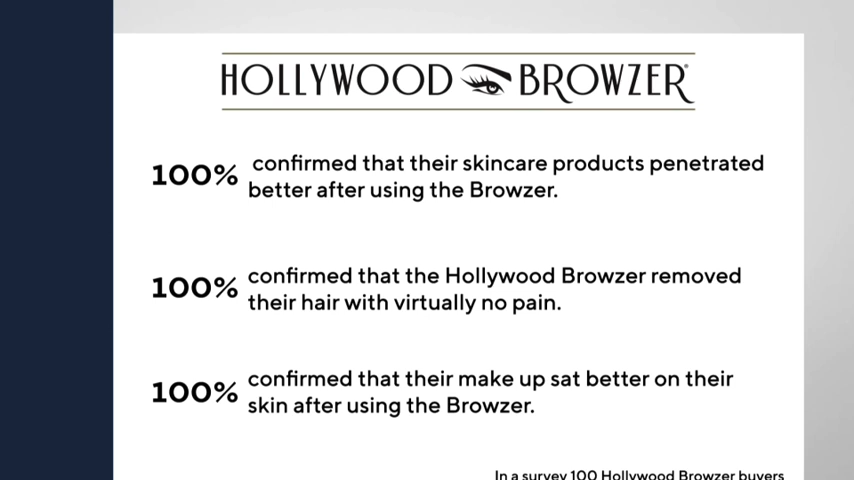 HOLLYWOOD BROWZER®
100% confirmed that their skincare products penetrated
better after using the Browzer.
100% confirmed that the Hollywood Browzer removed
their hair with virtually no pain.
100% confirmed that their make up sat better on their
skin after using the Browzer.
In a survey 100 Hollywood Browzer buyers